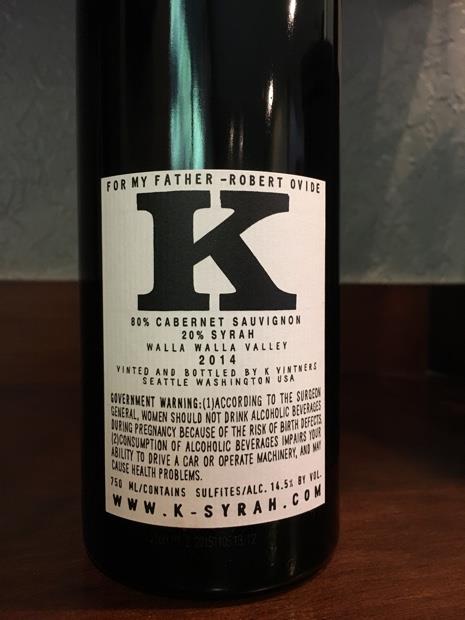 FOR MY FATHER - ROBERT OVIDE
K
80% CABERNET SAUVIGNON
20% SYRAH
WALLA WALLA VALLEY
2014
VINTED AND BOTTLED BY K VINTNERS
SEATTLE WASHINGTON USA
GOVERNMENT WARNING:(1)ACCORDING TO THE SURGEON
GENERAL, WOMEN SHOULD NOT DRINK ALCOHOLIC BEVERAGES
DURING PREGNANCY BECAUSE OF THE RISK OF BIRTH DEFECTS.
(2)CONSUMPTION OF ALCOHOLIC BEVERAGES IMPAIRS YOUR
ABILITY TO DRIVE A CAR OR OPERATE MACHINERY, AND MAY
CAUSE HEALTH PROBLEMS.
750 ML/CONTAINS SULFITES/ALC. 14.5% BY VOL.
WWW.K-SYRAH.COM